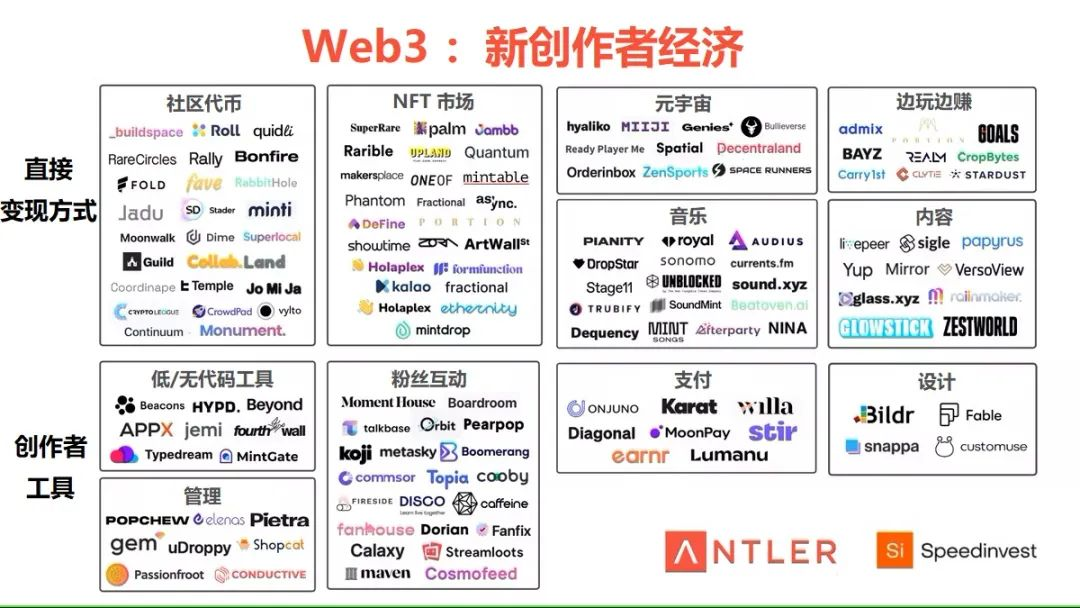 Web3： 新创作者经济
直接
变现方式
社区代币
_buildspace Roll quidli
RareCircles Rally Bonfire
FOLD fave RabbitHole
Jadu SD Stader minti
Moonwalk Dime Superlocal
Guild Collab.Land
Coordinape Temple Jo Mi Ja
CRYPTOLEAGUE CrowdPad vylto
Continuum Monument.
NFT 市场
SuperRare palm Jambb
Rarible UPLAND Quantum
makersplace ONEOF mintable
Phantom Fractional async.
DeFine PORTION
showtime ZORA ArtWallSt
Holaplex formfunction
kalao fractional
Holaplex ethernity
mintdrop
元宇宙
hyaliko MIIJI Genies+ Bullieverse
Ready Player Me Spatial Decentraland
Orderinbox ZenSports SPACE RUNNERS
边玩边赚
admix PORTION GOALS
BAYZ REALM CropBytes
Carry1st CLYTIE STARDUST
音乐
PIANITY royal AUDIUS
DropStar sonomo currents.fm
Stage11 UNBLOCKED sound.xyz
TRUBIFY SoundMint Beatoven.ai
Dequency MINT SONGS Afterparty NINA
内容
livepeer sigle papyrus
Yup Mirror VersoView
glass.xyz raiinmaker.
GLOWSTICK ZESTWORLD
创作者
工具
低/无代码工具
Beacons HYPD. Beyond
APPX jemi fourth wall
Typedream MintGate
管理
POPCHEW elenas Pietra
gem uDroppy Shopcat
Passionfroot CONDUCTIVE
粉丝互动
Moment House Boardroom
talkbase Orbit Pearpop
koji metasky Boomerang
commsor Topia cooby
FIRESIDE DISCO Learn live together caffeine
fanhouse Dorian Fanfix
Calaxy Streamloots
maven Cosmofeed
支付
ONJUNO Karat willa
Diagonal MoonPay stir
earnr Lumanu
设计
Bildr Fable
snappa customuse
ANTLER Si Speedinvest